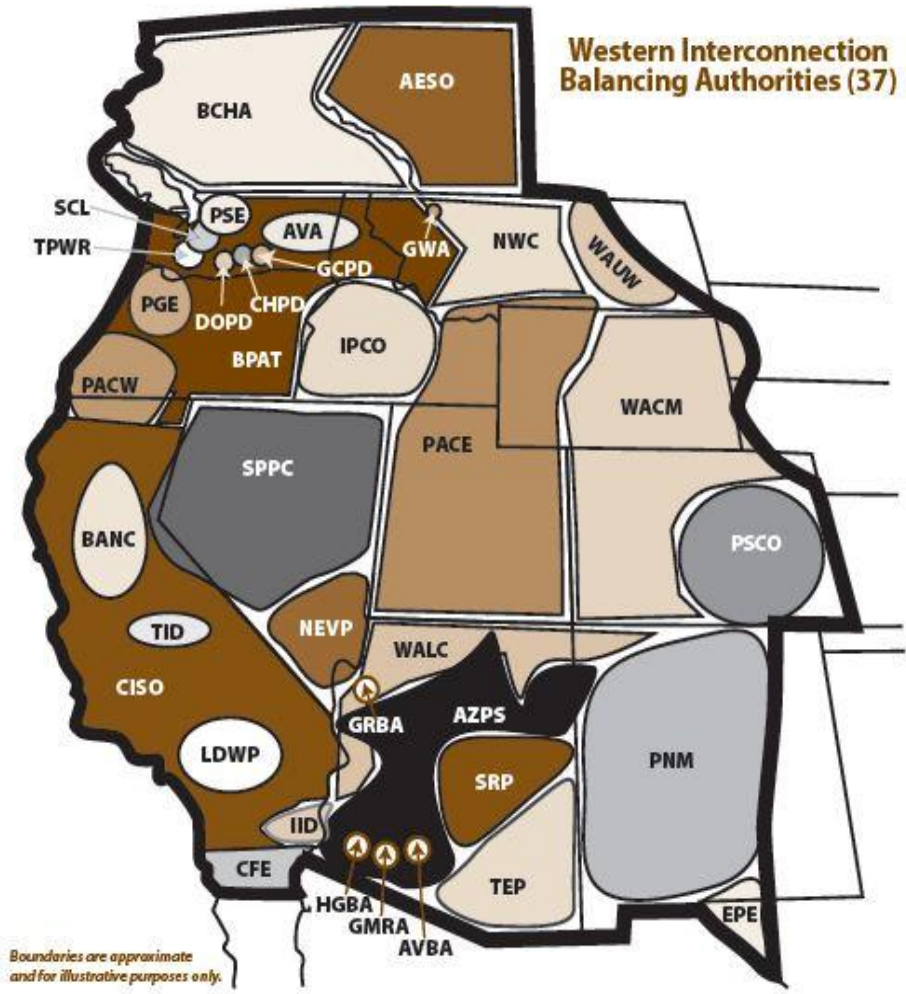 Western Interconnection
Balancing Authorities (37)
AESO
BCHA
SCL
PSE
AVA
GWA
NWC
WAUW
TPWR
GCPD
PGE
CHPD
DOPD
BPAT
IPCO
PACW
WACM
PACE
SPPC
BANC
PSCO
TID
NEVP
WALC
CISO
GRBA
AZPS
LDWP
SRP
PNM
IID
CFE
TEP
HGBA
GMRA
AVBA
EPE
Boundaries are approximate
and for illustrative purposes only.